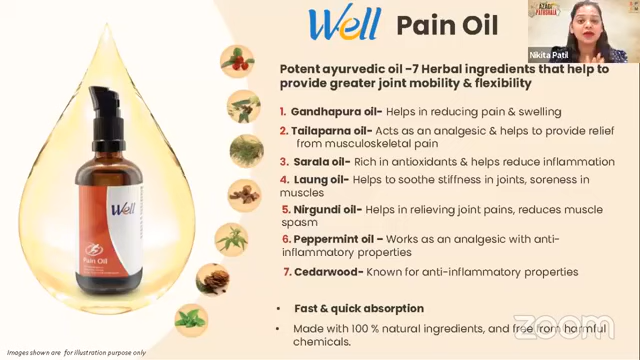 Well Pain Oil
Nikita Patil
Potent ayurvedic oil -7 Herbal ingredients that help to
provide greater joint mobility & flexibility
1. Gandhapura oil- Helps in reducing pain & swelling
2. Tailaparna oil- Acts as an analgesic & helps to provide relief
from musculoskeletal pain
3. Sarala oil- Rich in antioxidants & helps reduce inflammation
4. Laung oil- Helps to soothe stiffness in joints, soreness in
muscles
5. Nirgundi oil- Helps in relieving joint pains, reduces muscle
spasm
6. Peppermint oil – Works as an analgesic with anti-
inflammatory properties
7. Cedarwood- Known for anti-inflammatory properties
• Fast & quick absorption
• Made with 100 % natural ingredients, and free from harmful
chemicals.
zoom
Well
Pain Oil
Images shown are for illustration purpose only